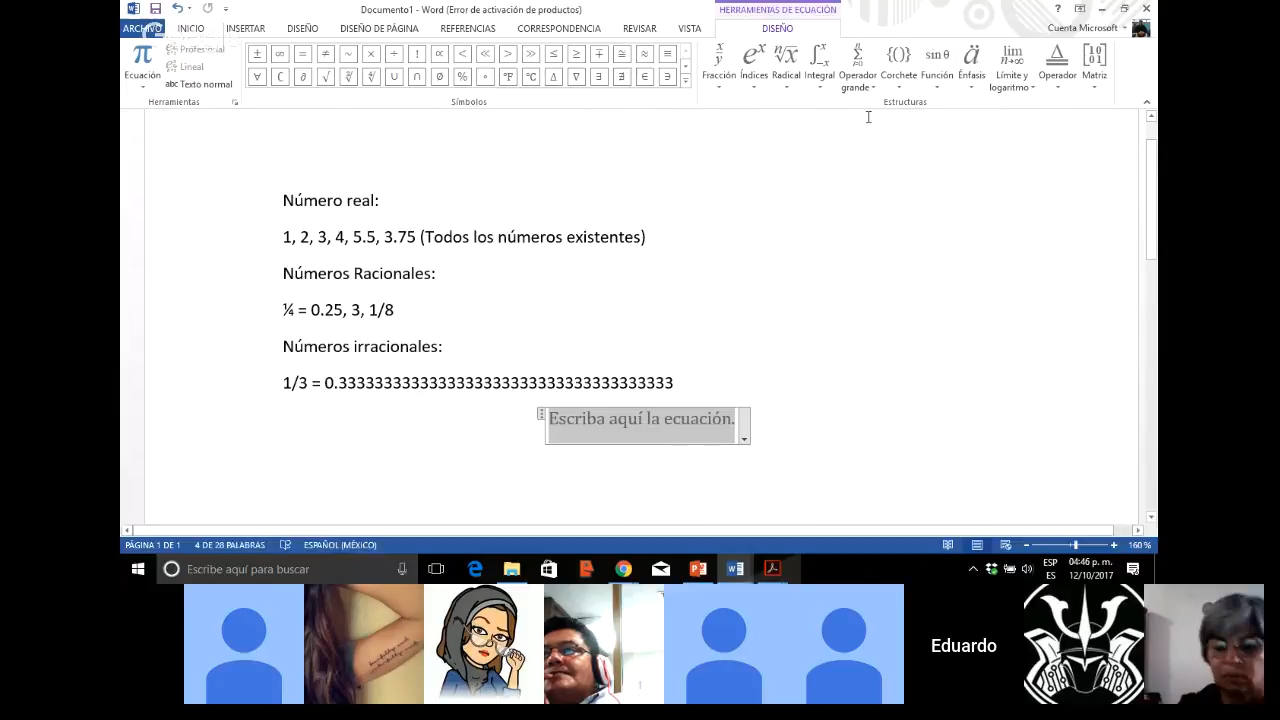 Documento1 - Word (Error de activación de productos)
HERRAMIENTAS DE ECUACIÓN
ARCHIVO INICIO INSERTAR DISEÑO DISEÑO DE PÁGINA REFERENCIAS CORRESPONDENCIA REVISAR VISTA DISEÑO Cuenta Microsoft
Ecuación
Profesional
Lineal
abc Texto normal
Fracción Índices Radical Integral Operador grande Corchete Función Énfasis Límite y logaritmo Operador Matriz
Herramientas Símbolos Estructuras
Número real:
1, 2, 3, 4, 5.5, 3.75 (Todos los números existentes)
Números Racionales:
¼ = 0.25, 3, 1/8
Números irracionales:
1/3 = 0.3333333333333333333333333333333333333
Escriba aquí la ecuación.
PÁGINA 1 DE 1 4 DE 28 PALABRAS ESPAÑOL (MÉXICO) 160 %
Escribe aquí para buscar
ESP
ES
04:46 p. m.
12/10/2017
Eduardo